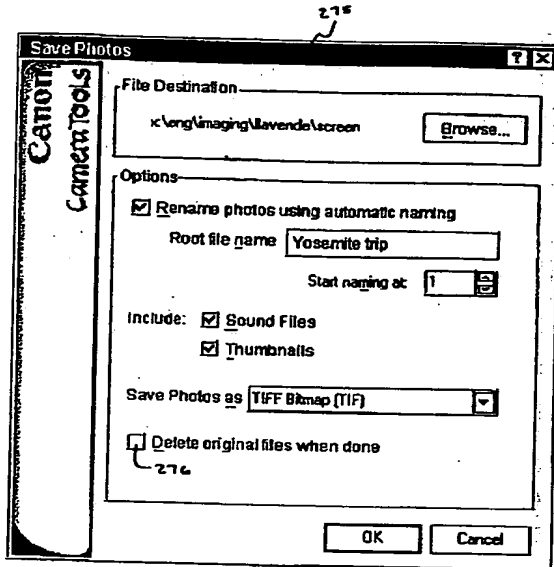 275
Save Photos
Canon
CameraTools
File Destination
:c\eng\imaging\llavende\screen
Browse...
Options
Rename photos using automatic naming
Root file name Yosemite trip
Start naming at: 1
Include: Sound Files
Thumbnails
Save Photos as TIFF Bitmap (TIF)
Delete original files when done
276
OK Cancel